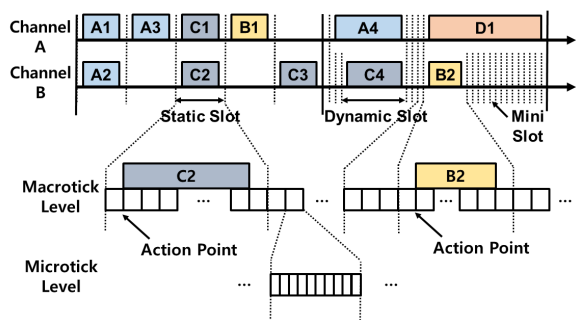 Channel A
A1 A3 C1 B1 A4 D1
Channel B
A2 C2 C3 C4 B2
Static Slot
Dynamic Slot
Mini
Slot
C2
B2
Macrotick
Level
...
...
...
...
Action Point
Action Point
Microtick
Level
...
...